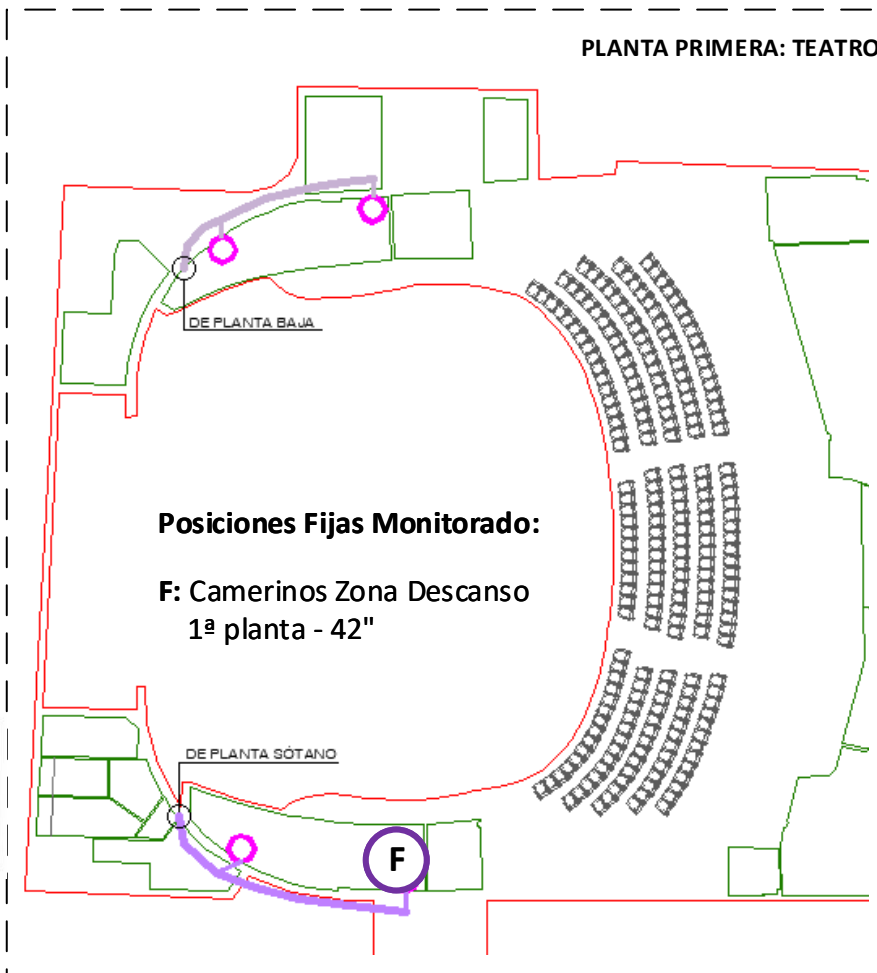 PLANTA PRIMERA: TEATRO
DE PLANTA BAJA
Posiciones Fijas Monitorado:
F: Camerinos Zona Descanso
1ª planta - 42"
DE PLANTA SÓTANO
F